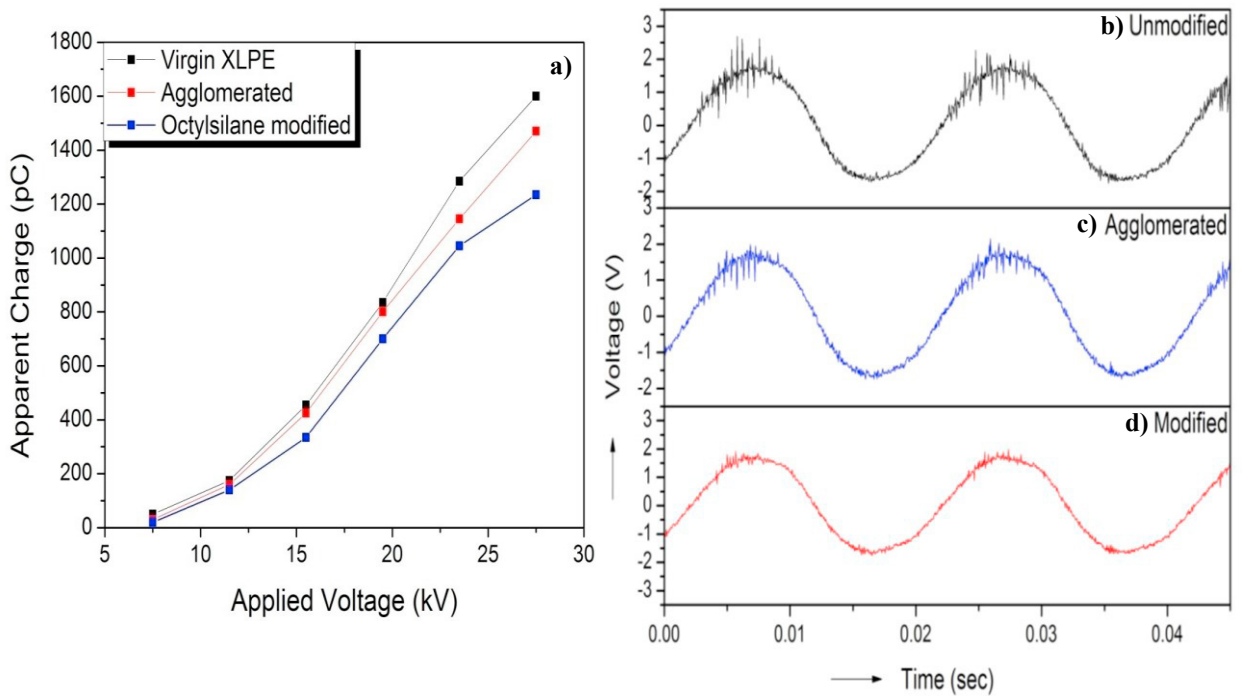 a)
Virgin XLPE
Agglomerated
Octylsilane modified
Apparent Charge (pC)
1800
1600
1400
1200
1000
800
600
400
200
0
5 10 15 20 25 30
Applied Voltage (kV)
b) Unmodified
3
2
1
0
-1
-2
c) Agglomerated
3
2
1
0
-1
-2
d) Modified
3
2
1
0
-1
-2
-3
Voltage (V)
0.00 0.01 0.02 0.03 0.04
Time (sec)